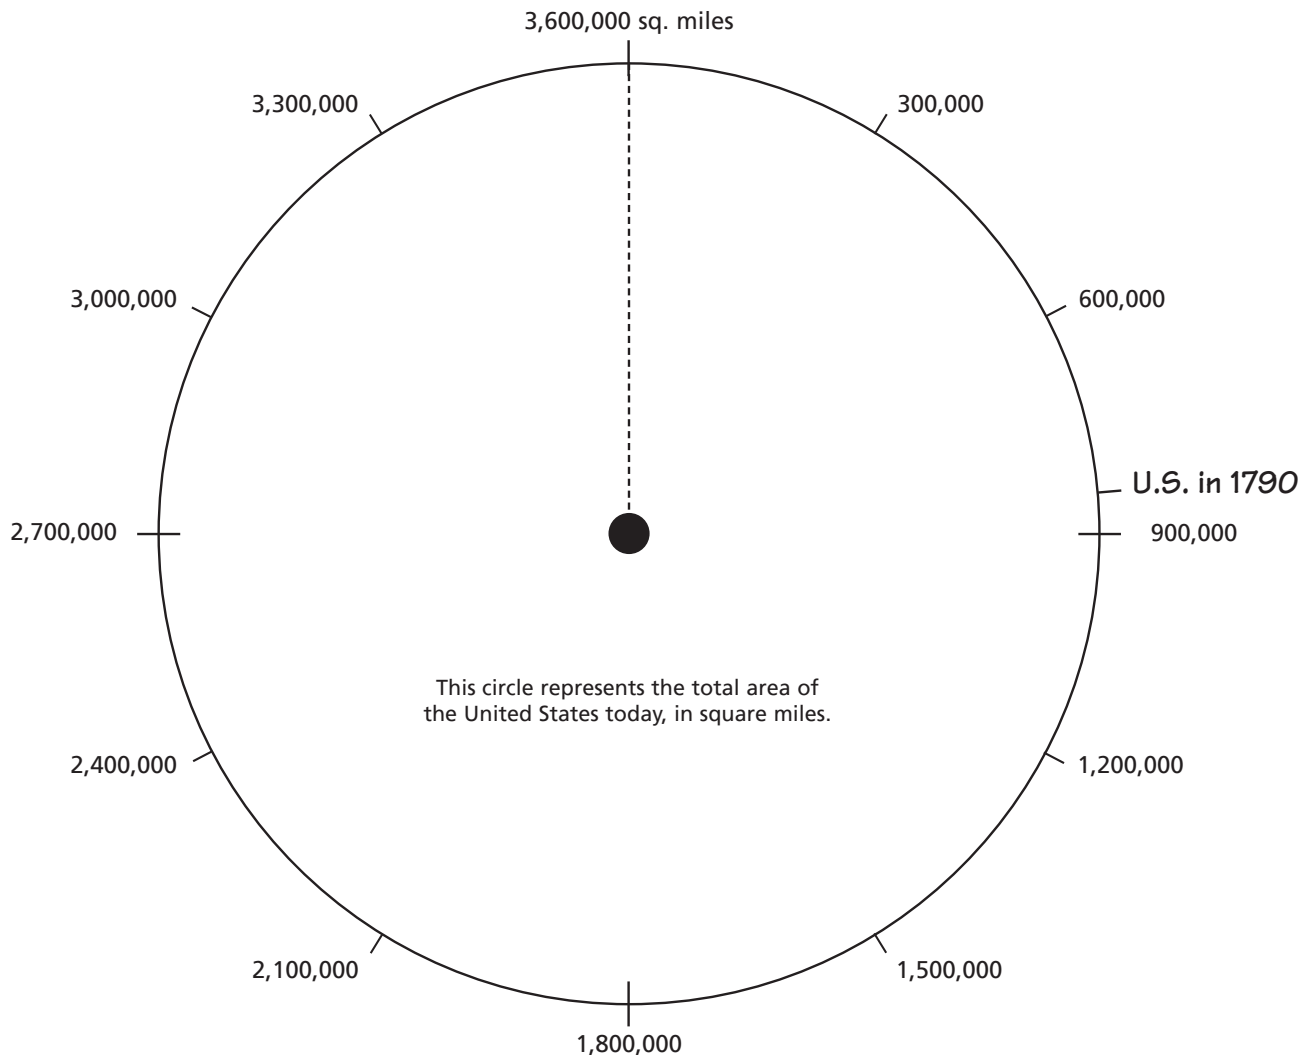 3,600,000 sq. miles
3,300,000
300,000
3,000,000
600,000
U.S. in 1790
2,700,000
900,000
This circle represents the total area of
the United States today, in square miles.
2,400,000
1,200,000
2,100,000
1,500,000
1,800,000